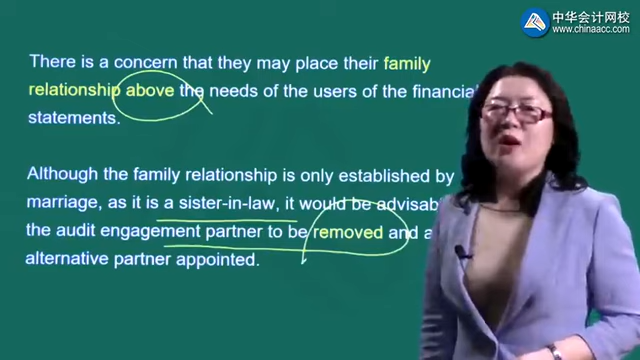 中华会计网校
www.chinaacc.com
There is a concern that they may place their family
relationship above the needs of the users of the financial
statements.
Although the family relationship is only established by
marriage, as it is a sister-in-law, it would be
the audit engagement partner to be removed and
alternative partner appointed.